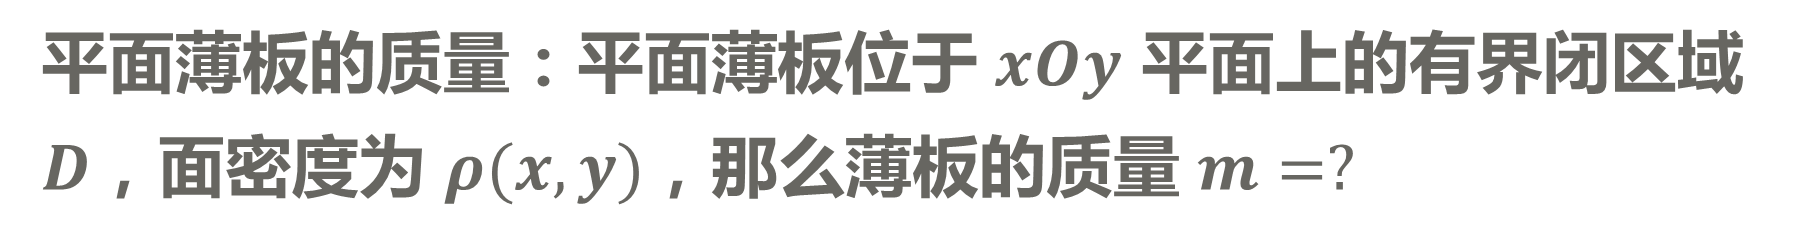 平面薄板的质量：平面薄板位于 xOy 平面上的有界闭区域
D，面密度为 ρ(x, y)，那么薄板的质量 m =?